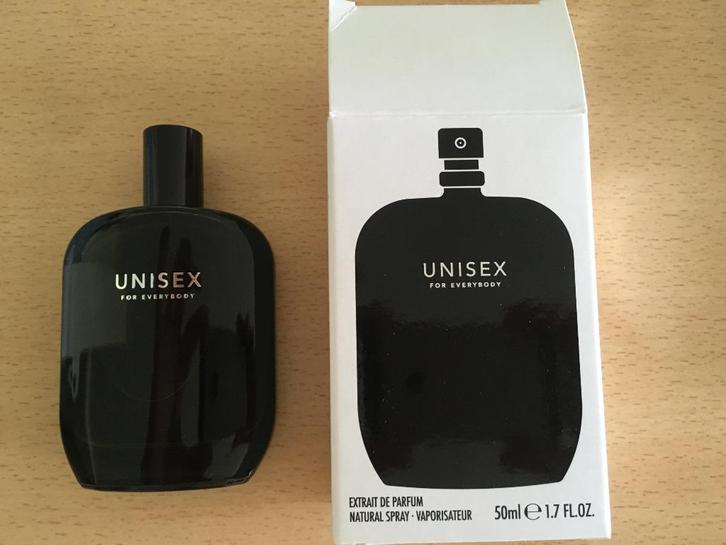 UNISEX
FOR EVERYBODY
UNISEX
FOR EVERYBODY
EXTRAIT DE PARFUM
NATURAL SPRAY · VAPORISATEUR
50ml ℮ 1.7 FL.OZ.